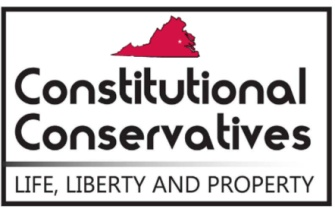 Constitutional
Conservatives
LIFE, LIBERTY AND PROPERTY